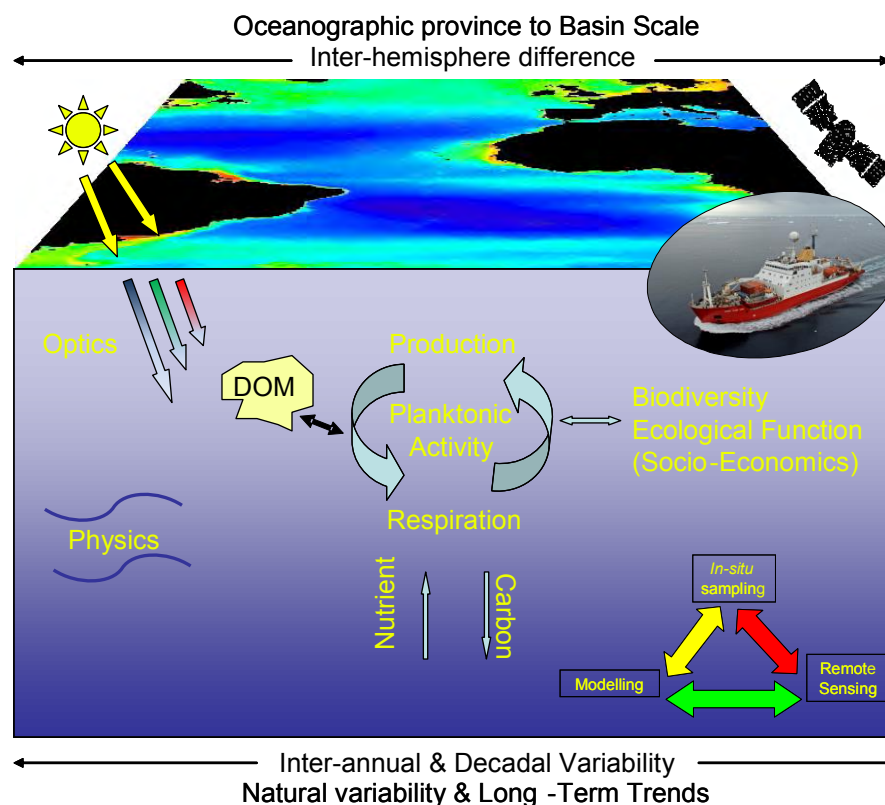 Oceanographic province to Basin Scale
Inter-hemisphere difference
Optics
Production
DOM
Planktonic
Activity
Biodiversity
Ecological Function
(Socio-Economics)
Respiration
Physics
Nutrient
Carbon
In-situ
sampling
Modelling
Remote
Sensing
Inter-annual & Decadal Variability
Natural variability & Long -Term Trends